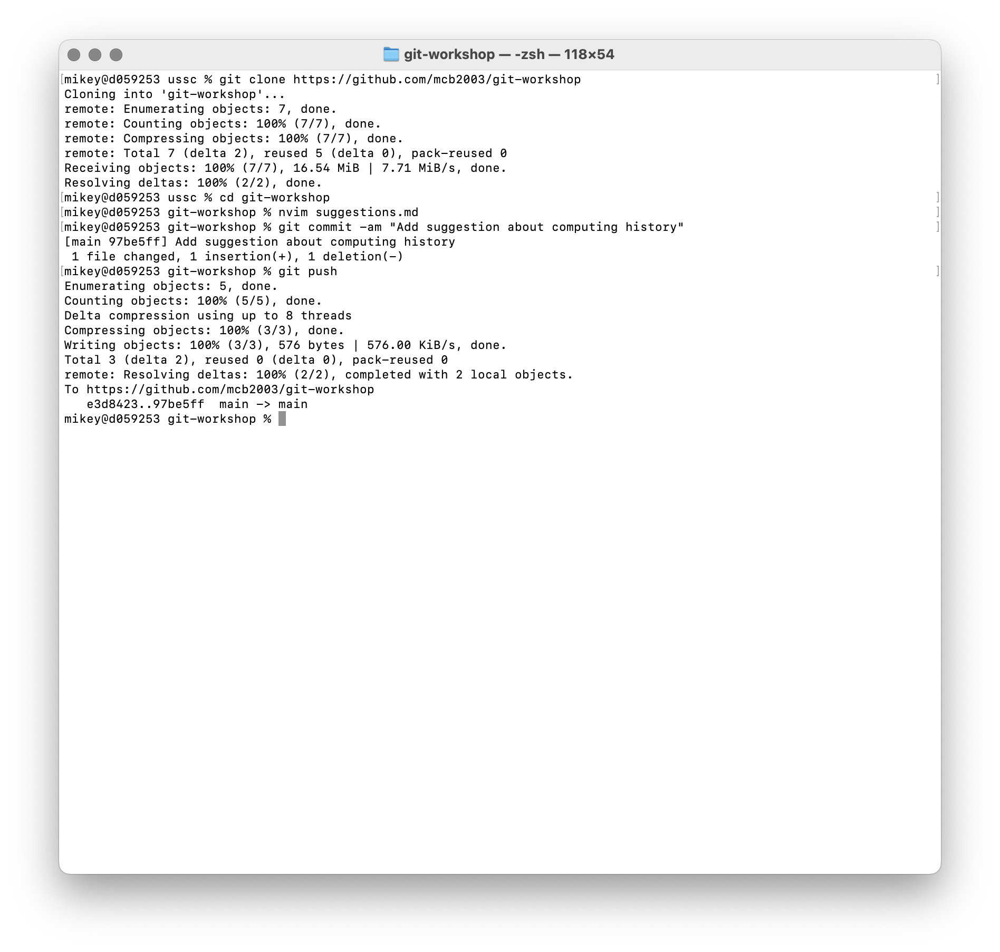 git-workshop — -zsh — 118×54
[mikey@d059253 ussc % git clone https://github.com/mcb2003/git-workshop ]
Cloning into 'git-workshop'...
remote: Enumerating objects: 7, done.
remote: Counting objects: 100% (7/7), done.
remote: Compressing objects: 100% (7/7), done.
remote: Total 7 (delta 2), reused 5 (delta 0), pack-reused 0
Receiving objects: 100% (7/7), 16.54 MiB | 7.71 MiB/s, done.
Resolving deltas: 100% (2/2), done.
[mikey@d059253 ussc % cd git-workshop ]
[mikey@d059253 git-workshop % nvim suggestions.md ]
[mikey@d059253 git-workshop % git commit -am "Add suggestion about computing history" ]
[main 97be5ff] Add suggestion about computing history
 1 file changed, 1 insertion(+), 1 deletion(-)
[mikey@d059253 git-workshop % git push ]
Enumerating objects: 5, done.
Counting objects: 100% (5/5), done.
Delta compression using up to 8 threads
Compressing objects: 100% (3/3), done.
Writing objects: 100% (3/3), 576 bytes | 576.00 KiB/s, done.
Total 3 (delta 2), reused 0 (delta 0), pack-reused 0
remote: Resolving deltas: 100% (2/2), completed with 2 local objects.
To https://github.com/mcb2003/git-workshop
   e3d8423..97be5ff  main -> main
mikey@d059253 git-workshop %